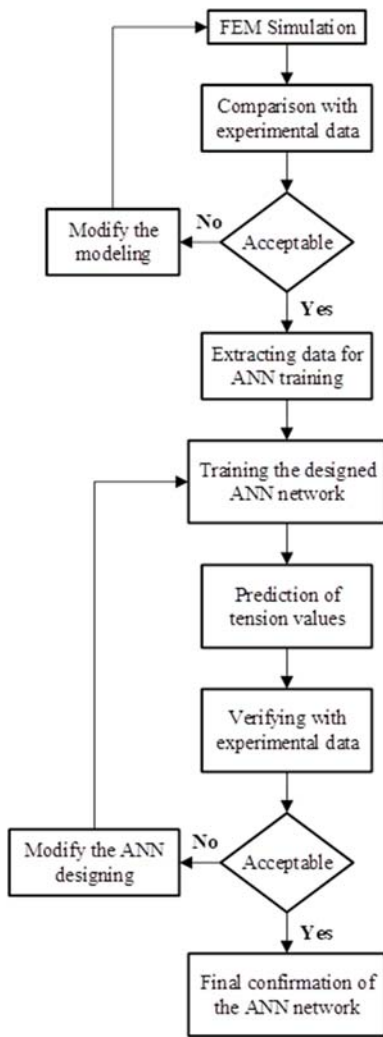 FEM Simulation
Comparison with
experimental data
No
Modify the
modeling
Acceptable
Yes
Extracting data for
ANN training
Training the designed
ANN network
Prediction of
tension values
Verifying with
experimental data
No
Modify the ANN
designing
Acceptable
Yes
Final confirmation of
the ANN network